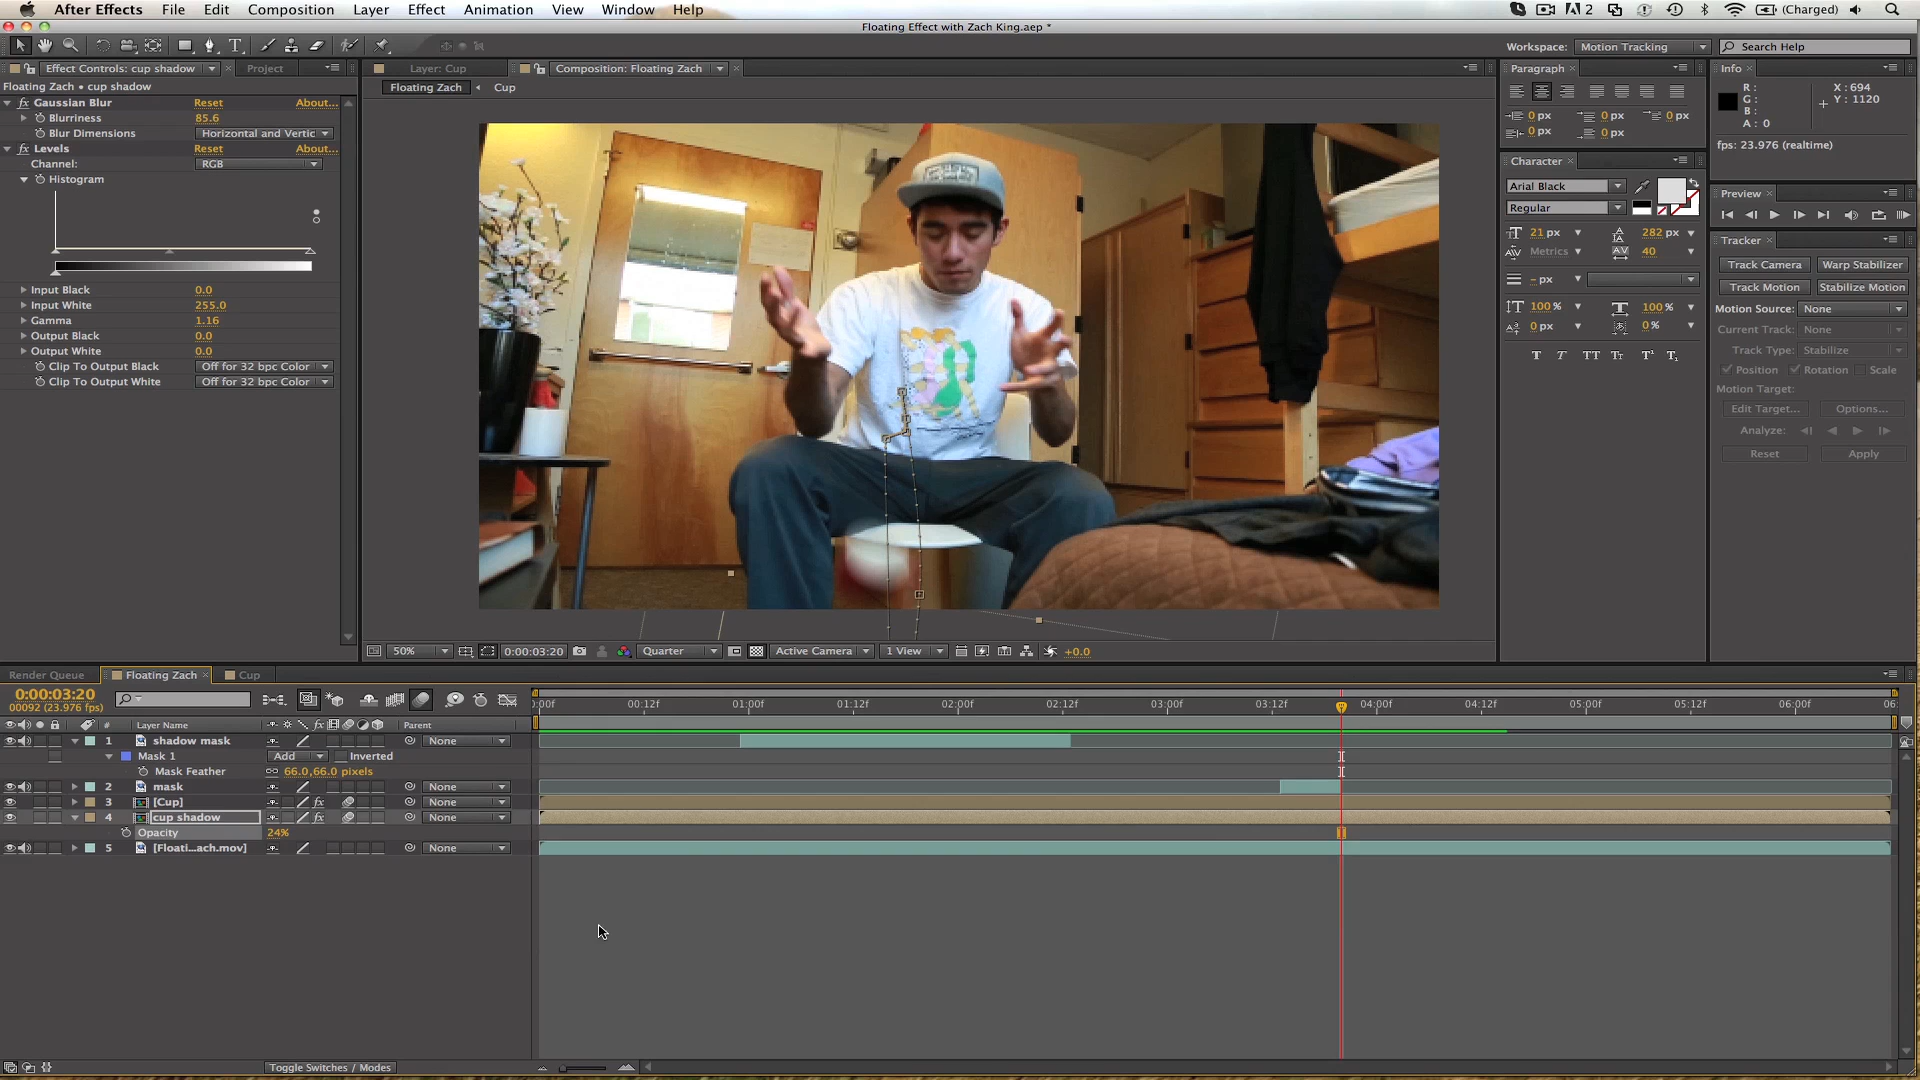 After Effects File Edit Composition Layer Effect Animation View Window Help
2 (Charged)
Floating Effect with Zach King.aep *
Workspace: Motion Tracking Search Help
Effect Controls: cup shadow Project
Layer: Cup
Composition: Floating Zach
Paragraph
Info
Floating Zach • cup shadow
Floating Zach Cup
Gaussian Blur Reset About...
Blurriness 85.6
Blur Dimensions Horizontal and Vertic
Levels Reset About...
Channel: RGB
Histogram
Input Black 0.0
Input White 255.0
Gamma 1.16
Output Black 0.0
Output White 0.0
Clip To Output Black Off for 32 bpc Color
Clip To Output White Off for 32 bpc Color
0 px 0 px 0 px
0 px 0 px
Character
Arial Black
Regular
21 px 282 px
Metrics 40
- px
100 % 100 %
0 px 0 %
T T TT Tt T¹ T₁
R : X : 694
G : Y : 1120
B :
A : 0
fps: 23.976 (realtime)
Preview
Tracker
Track Camera Warp Stabilizer
Track Motion Stabilize Motion
Motion Source: None
Current Track: None
Track Type: Stabilize
Position Rotation Scale
Motion Target:
Edit Target... Options...
Analyze:
Reset Apply
50% 0:00:03:20 Quarter Active Camera 1 View +0.0
Render Queue Floating Zach Cup
0:00:03:20
00092 (23.976 fps)
0:00f 00:12f 01:00f 01:12f 02:00f 02:12f 03:00f 03:12f 04:00f 04:12f 05:00f 05:12f 06:00f 06:
# Layer Name fx Parent
1 shadow mask None
Mask 1 Add Inverted
Mask Feather 66.0,66.0 pixels
2 mask None
3 [Cup] fx None
4 cup shadow fx None
Opacity 24%
5 [Floati...ach.mov] None
Toggle Switches / Modes